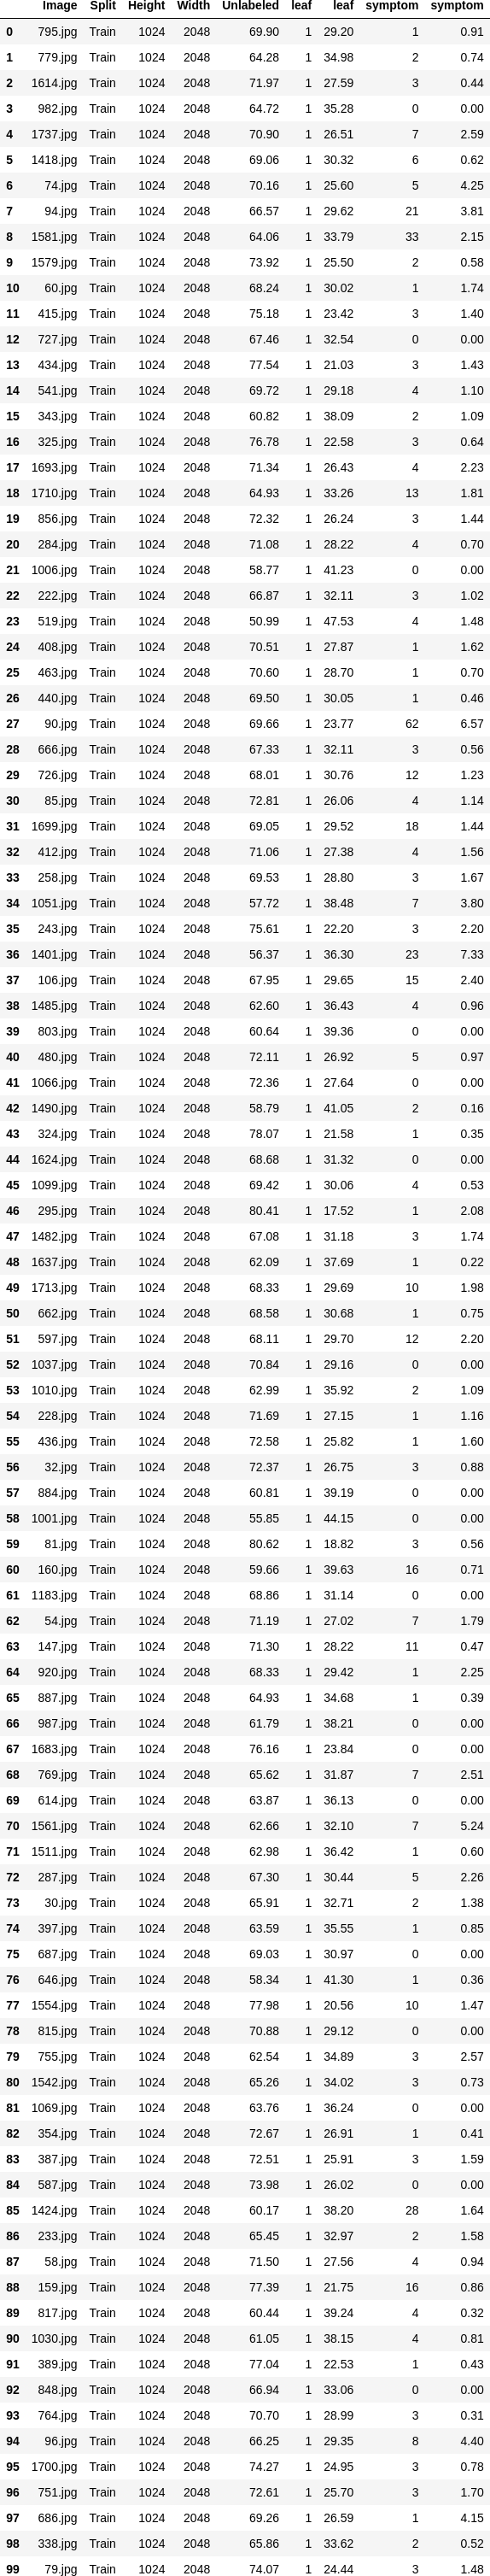 Image Split Height Width Unlabeled leaf leaf symptom symptom
0 795.jpg Train 1024 2048 69.90 1 29.20 1 0.91
1 779.jpg Train 1024 2048 64.28 1 34.98 2 0.74
2 1614.jpg Train 1024 2048 71.97 1 27.59 3 0.44
3 982.jpg Train 1024 2048 64.72 1 35.28 0 0.00
4 1737.jpg Train 1024 2048 70.90 1 26.51 7 2.59
5 1418.jpg Train 1024 2048 69.06 1 30.32 6 0.62
6 74.jpg Train 1024 2048 70.16 1 25.60 5 4.25
7 94.jpg Train 1024 2048 66.57 1 29.62 21 3.81
8 1581.jpg Train 1024 2048 64.06 1 33.79 33 2.15
9 1579.jpg Train 1024 2048 73.92 1 25.50 2 0.58
10 60.jpg Train 1024 2048 68.24 1 30.02 1 1.74
11 415.jpg Train 1024 2048 75.18 1 23.42 3 1.40
12 727.jpg Train 1024 2048 67.46 1 32.54 0 0.00
13 434.jpg Train 1024 2048 77.54 1 21.03 3 1.43
14 541.jpg Train 1024 2048 69.72 1 29.18 4 1.10
15 343.jpg Train 1024 2048 60.82 1 38.09 2 1.09
16 325.jpg Train 1024 2048 76.78 1 22.58 3 0.64
17 1693.jpg Train 1024 2048 71.34 1 26.43 4 2.23
18 1710.jpg Train 1024 2048 64.93 1 33.26 13 1.81
19 856.jpg Train 1024 2048 72.32 1 26.24 3 1.44
20 284.jpg Train 1024 2048 71.08 1 28.22 4 0.70
21 1006.jpg Train 1024 2048 58.77 1 41.23 0 0.00
22 222.jpg Train 1024 2048 66.87 1 32.11 3 1.02
23 519.jpg Train 1024 2048 50.99 1 47.53 4 1.48
24 408.jpg Train 1024 2048 70.51 1 27.87 1 1.62
25 463.jpg Train 1024 2048 70.60 1 28.70 1 0.70
26 440.jpg Train 1024 2048 69.50 1 30.05 1 0.46
27 90.jpg Train 1024 2048 69.66 1 23.77 62 6.57
28 666.jpg Train 1024 2048 67.33 1 32.11 3 0.56
29 726.jpg Train 1024 2048 68.01 1 30.76 12 1.23
30 85.jpg Train 1024 2048 72.81 1 26.06 4 1.14
31 1699.jpg Train 1024 2048 69.05 1 29.52 18 1.44
32 412.jpg Train 1024 2048 71.06 1 27.38 4 1.56
33 258.jpg Train 1024 2048 69.53 1 28.80 3 1.67
34 1051.jpg Train 1024 2048 57.72 1 38.48 7 3.80
35 243.jpg Train 1024 2048 75.61 1 22.20 3 2.20
36 1401.jpg Train 1024 2048 56.37 1 36.30 23 7.33
37 106.jpg Train 1024 2048 67.95 1 29.65 15 2.40
38 1485.jpg Train 1024 2048 62.60 1 36.43 4 0.96
39 803.jpg Train 1024 2048 60.64 1 39.36 0 0.00
40 480.jpg Train 1024 2048 72.11 1 26.92 5 0.97
41 1066.jpg Train 1024 2048 72.36 1 27.64 0 0.00
42 1490.jpg Train 1024 2048 58.79 1 41.05 2 0.16
43 324.jpg Train 1024 2048 78.07 1 21.58 1 0.35
44 1624.jpg Train 1024 2048 68.68 1 31.32 0 0.00
45 1099.jpg Train 1024 2048 69.42 1 30.06 4 0.53
46 295.jpg Train 1024 2048 80.41 1 17.52 1 2.08
47 1482.jpg Train 1024 2048 67.08 1 31.18 3 1.74
48 1637.jpg Train 1024 2048 62.09 1 37.69 1 0.22
49 1713.jpg Train 1024 2048 68.33 1 29.69 10 1.98
50 662.jpg Train 1024 2048 68.58 1 30.68 1 0.75
51 597.jpg Train 1024 2048 68.11 1 29.70 12 2.20
52 1037.jpg Train 1024 2048 70.84 1 29.16 0 0.00
53 1010.jpg Train 1024 2048 62.99 1 35.92 2 1.09
54 228.jpg Train 1024 2048 71.69 1 27.15 1 1.16
55 436.jpg Train 1024 2048 72.58 1 25.82 1 1.60
56 32.jpg Train 1024 2048 72.37 1 26.75 3 0.88
57 884.jpg Train 1024 2048 60.81 1 39.19 0 0.00
58 1001.jpg Train 1024 2048 55.85 1 44.15 0 0.00
59 81.jpg Train 1024 2048 80.62 1 18.82 3 0.56
60 160.jpg Train 1024 2048 59.66 1 39.63 16 0.71
61 1183.jpg Train 1024 2048 68.86 1 31.14 0 0.00
62 54.jpg Train 1024 2048 71.19 1 27.02 7 1.79
63 147.jpg Train 1024 2048 71.30 1 28.22 11 0.47
64 920.jpg Train 1024 2048 68.33 1 29.42 1 2.25
65 887.jpg Train 1024 2048 64.93 1 34.68 1 0.39
66 987.jpg Train 1024 2048 61.79 1 38.21 0 0.00
67 1683.jpg Train 1024 2048 76.16 1 23.84 0 0.00
68 769.jpg Train 1024 2048 65.62 1 31.87 7 2.51
69 614.jpg Train 1024 2048 63.87 1 36.13 0 0.00
70 1561.jpg Train 1024 2048 62.66 1 32.10 7 5.24
71 1511.jpg Train 1024 2048 62.98 1 36.42 1 0.60
72 287.jpg Train 1024 2048 67.30 1 30.44 5 2.26
73 30.jpg Train 1024 2048 65.91 1 32.71 2 1.38
74 397.jpg Train 1024 2048 63.59 1 35.55 1 0.85
75 687.jpg Train 1024 2048 69.03 1 30.97 0 0.00
76 646.jpg Train 1024 2048 58.34 1 41.30 1 0.36
77 1554.jpg Train 1024 2048 77.98 1 20.56 10 1.47
78 815.jpg Train 1024 2048 70.88 1 29.12 0 0.00
79 755.jpg Train 1024 2048 62.54 1 34.89 3 2.57
80 1542.jpg Train 1024 2048 65.26 1 34.02 3 0.73
81 1069.jpg Train 1024 2048 63.76 1 36.24 0 0.00
82 354.jpg Train 1024 2048 72.67 1 26.91 1 0.41
83 387.jpg Train 1024 2048 72.51 1 25.91 3 1.59
84 587.jpg Train 1024 2048 73.98 1 26.02 0 0.00
85 1424.jpg Train 1024 2048 60.17 1 38.20 28 1.64
86 233.jpg Train 1024 2048 65.45 1 32.97 2 1.58
87 58.jpg Train 1024 2048 71.50 1 27.56 4 0.94
88 159.jpg Train 1024 2048 77.39 1 21.75 16 0.86
89 817.jpg Train 1024 2048 60.44 1 39.24 4 0.32
90 1030.jpg Train 1024 2048 61.05 1 38.15 4 0.81
91 389.jpg Train 1024 2048 77.04 1 22.53 1 0.43
92 848.jpg Train 1024 2048 66.94 1 33.06 0 0.00
93 764.jpg Train 1024 2048 70.70 1 28.99 3 0.31
94 96.jpg Train 1024 2048 66.25 1 29.35 8 4.40
95 1700.jpg Train 1024 2048 74.27 1 24.95 3 0.78
96 751.jpg Train 1024 2048 72.61 1 25.70 3 1.70
97 686.jpg Train 1024 2048 69.26 1 26.59 1 4.15
98 338.jpg Train 1024 2048 65.86 1 33.62 2 0.52
99 79.jpg Train 1024 2048 74.07 1 24.44 3 1.48